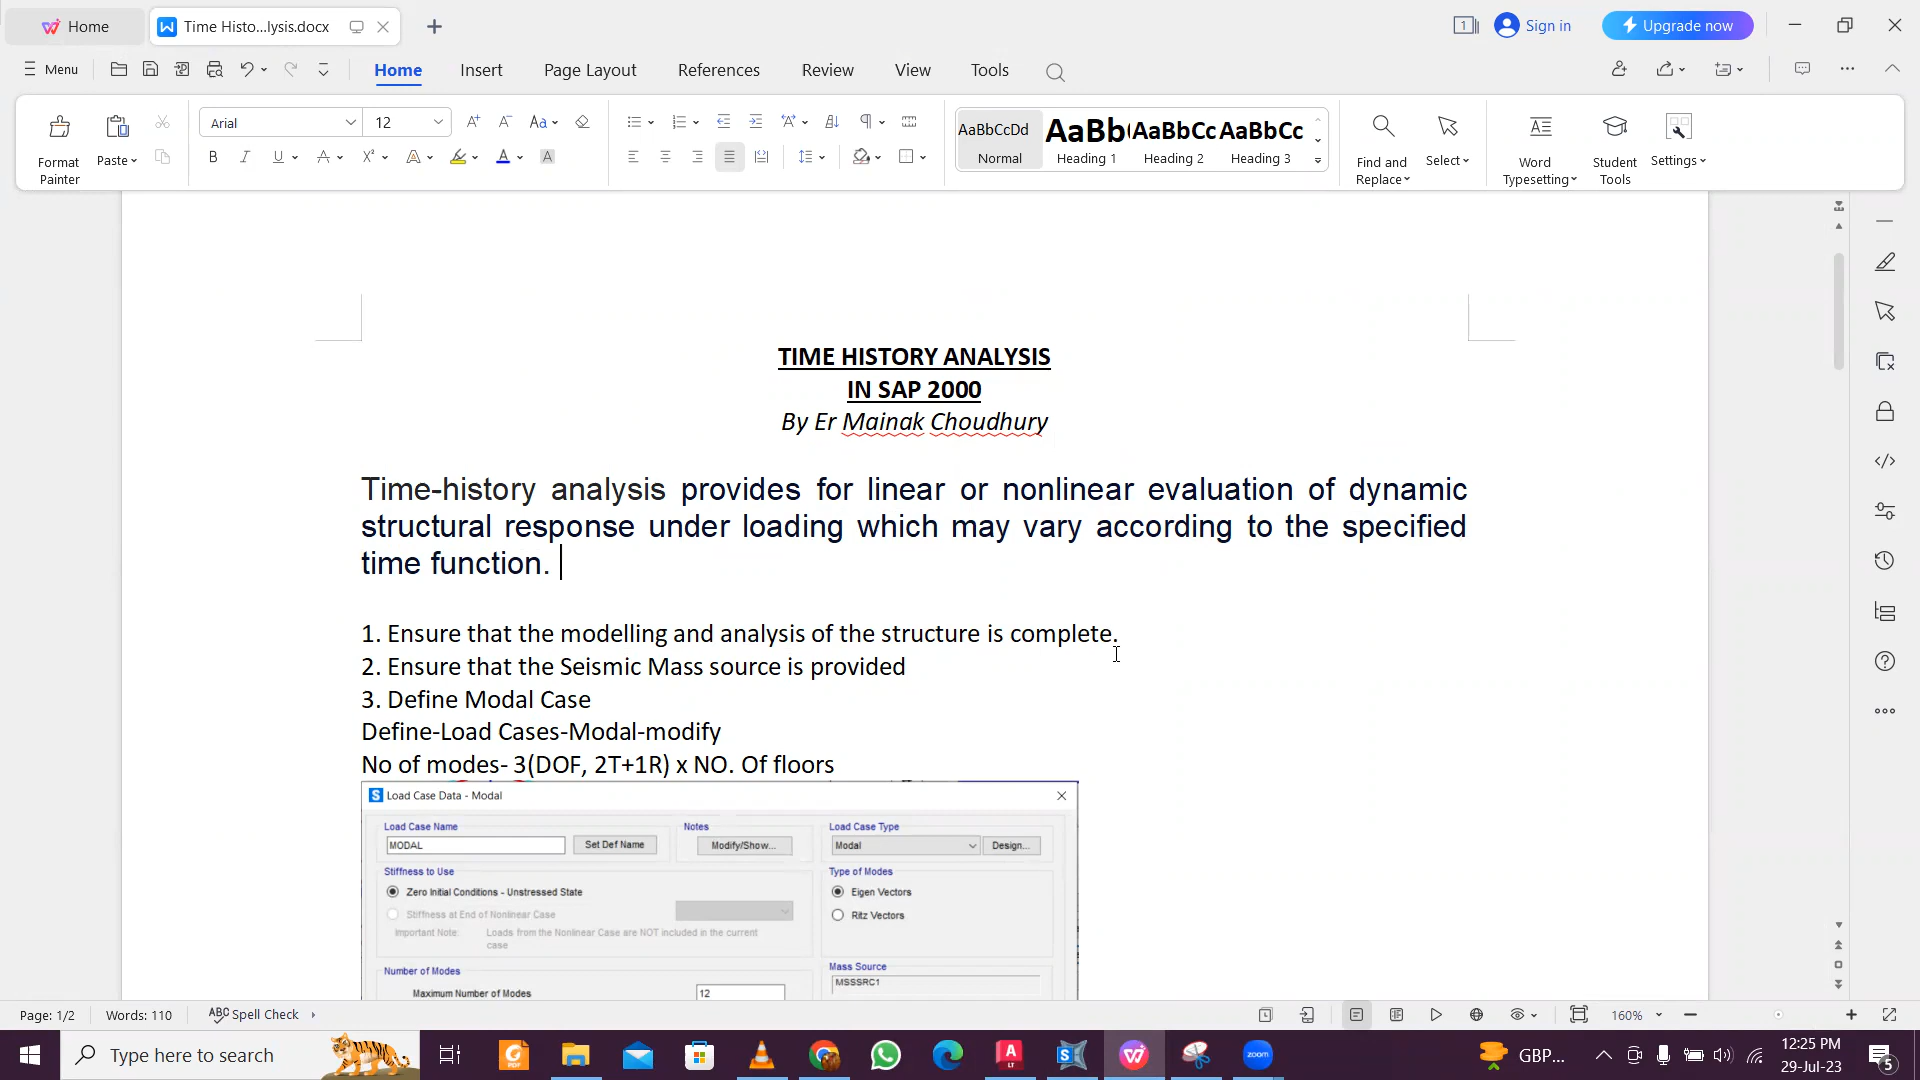 Home
Time Histo...lysis.docx
1
Sign in
Upgrade now
Menu
Home
Insert
Page Layout
References
Review
View
Tools
Format Painter
Paste
Arial
12
AaBbCcDd
Normal
AaBb(
Heading 1
AaBbCc
Heading 2
AaBbCc
Heading 3
Find and Replace
Select
Word Typesetting
Student Tools
Settings
TIME HISTORY ANALYSIS
IN SAP 2000
By Er Mainak Choudhury
Time-history analysis provides for linear or nonlinear evaluation of dynamic
structural response under loading which may vary according to the specified
time function.
1. Ensure that the modelling and analysis of the structure is complete.
2. Ensure that the Seismic Mass source is provided
3. Define Modal Case
Define-Load Cases-Modal-modify
No of modes- 3(DOF, 2T+1R) x NO. Of floors
Load Case Data - Modal
Load Case Name
Notes
Load Case Type
MODAL
Set Def Name
Modify/Show...
Modal
Design...
Stiffness to Use
Type of Modes
Zero Initial Conditions - Unstressed State
Eigen Vectors
Stiffness at End of Nonlinear Case
Ritz Vectors
Important Note: Loads from the Nonlinear Case are NOT included in the current
case
Number of Modes
Mass Source
MSSSRC1
Maximum Number of Modes
12
Page: 1/2
Words: 110
Spell Check
160%
Type here to search
zoom
GBP...
12:25 PM
29-Jul-23
5